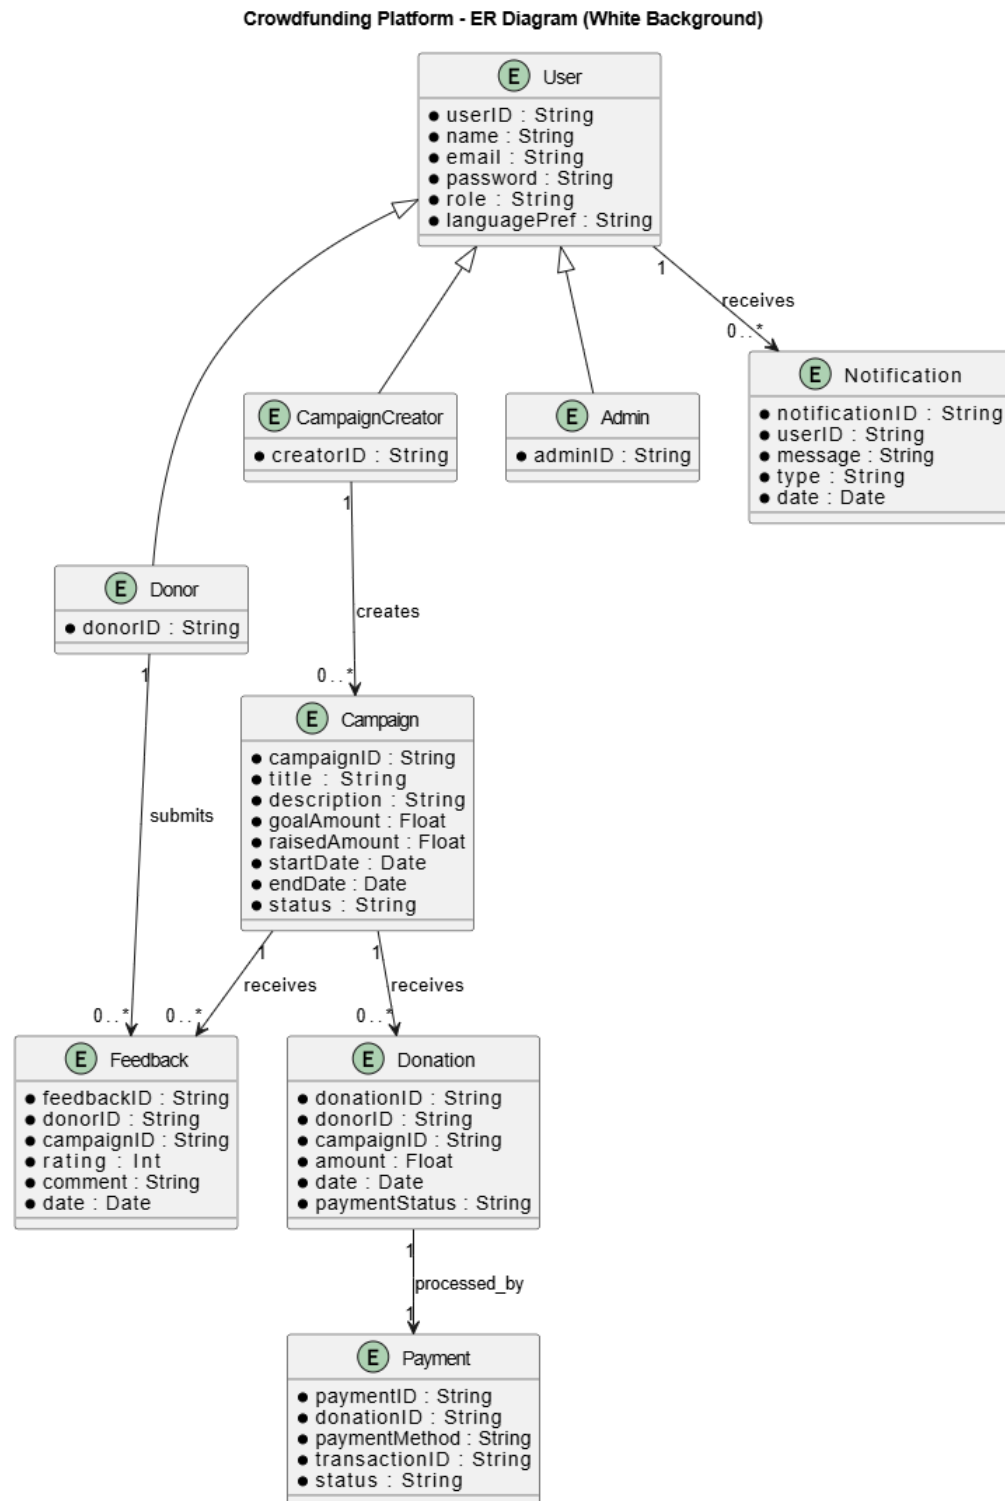 Crowdfunding Platform - ER Diagram (White Background)
E User
userID : String
name : String
email : String
password : String
role : String
languagePref : String
1
receives
0..*
E CampaignCreator
creatorID : String
E Admin
adminID : String
E Notification
notificationID : String
userID : String
message : String
type : String
date : Date
1
creates
0..*
E Donor
donorID : String
1
submits
0..*
E Campaign
campaignID : String
title : String
description : String
goalAmount : Float
raisedAmount : Float
startDate : Date
endDate : Date
status : String
1
receives
0..*
1
receives
0..*
E Feedback
feedbackID : String
donorID : String
campaignID : String
rating : Int
comment : String
date : Date
E Donation
donationID : String
donorID : String
campaignID : String
amount : Float
date : Date
paymentStatus : String
1
processed_by
1
E Payment
paymentID : String
donationID : String
paymentMethod : String
transactionID : String
status : String